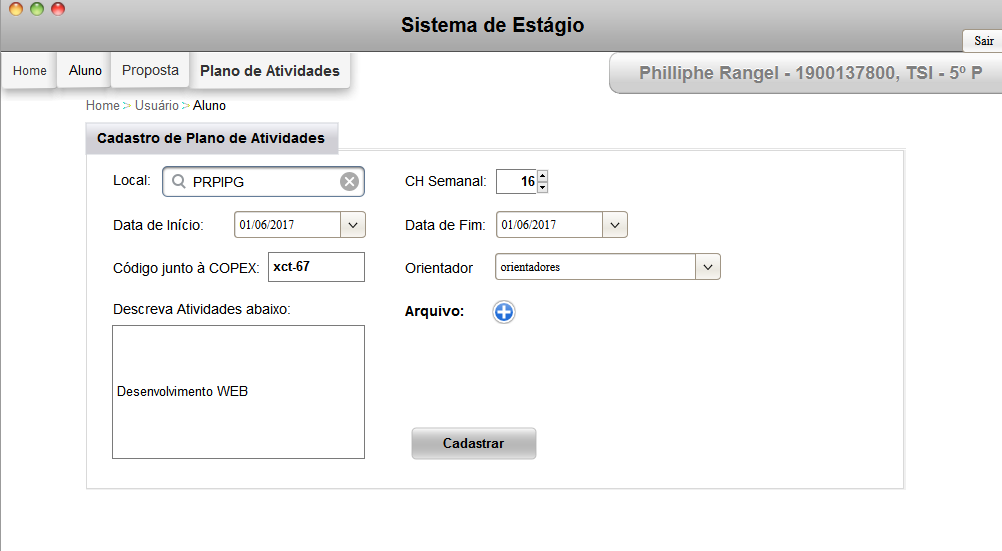 Sistema de Estágio
Sair
Home Aluno Proposta Plano de Atividades
Philliphe Rangel - 1900137800, TSI - 5º P
Home > Usuário > Aluno
Cadastro de Plano de Atividades
Local: PRPIPG CH Semanal: 16
Data de Início: 01/06/2017 Data de Fim: 01/06/2017
Código junto à COPEX: xct-67 Orientador orientadores
Descreva Atividades abaixo: Arquivo:
Desenvolvimento WEB
Cadastrar